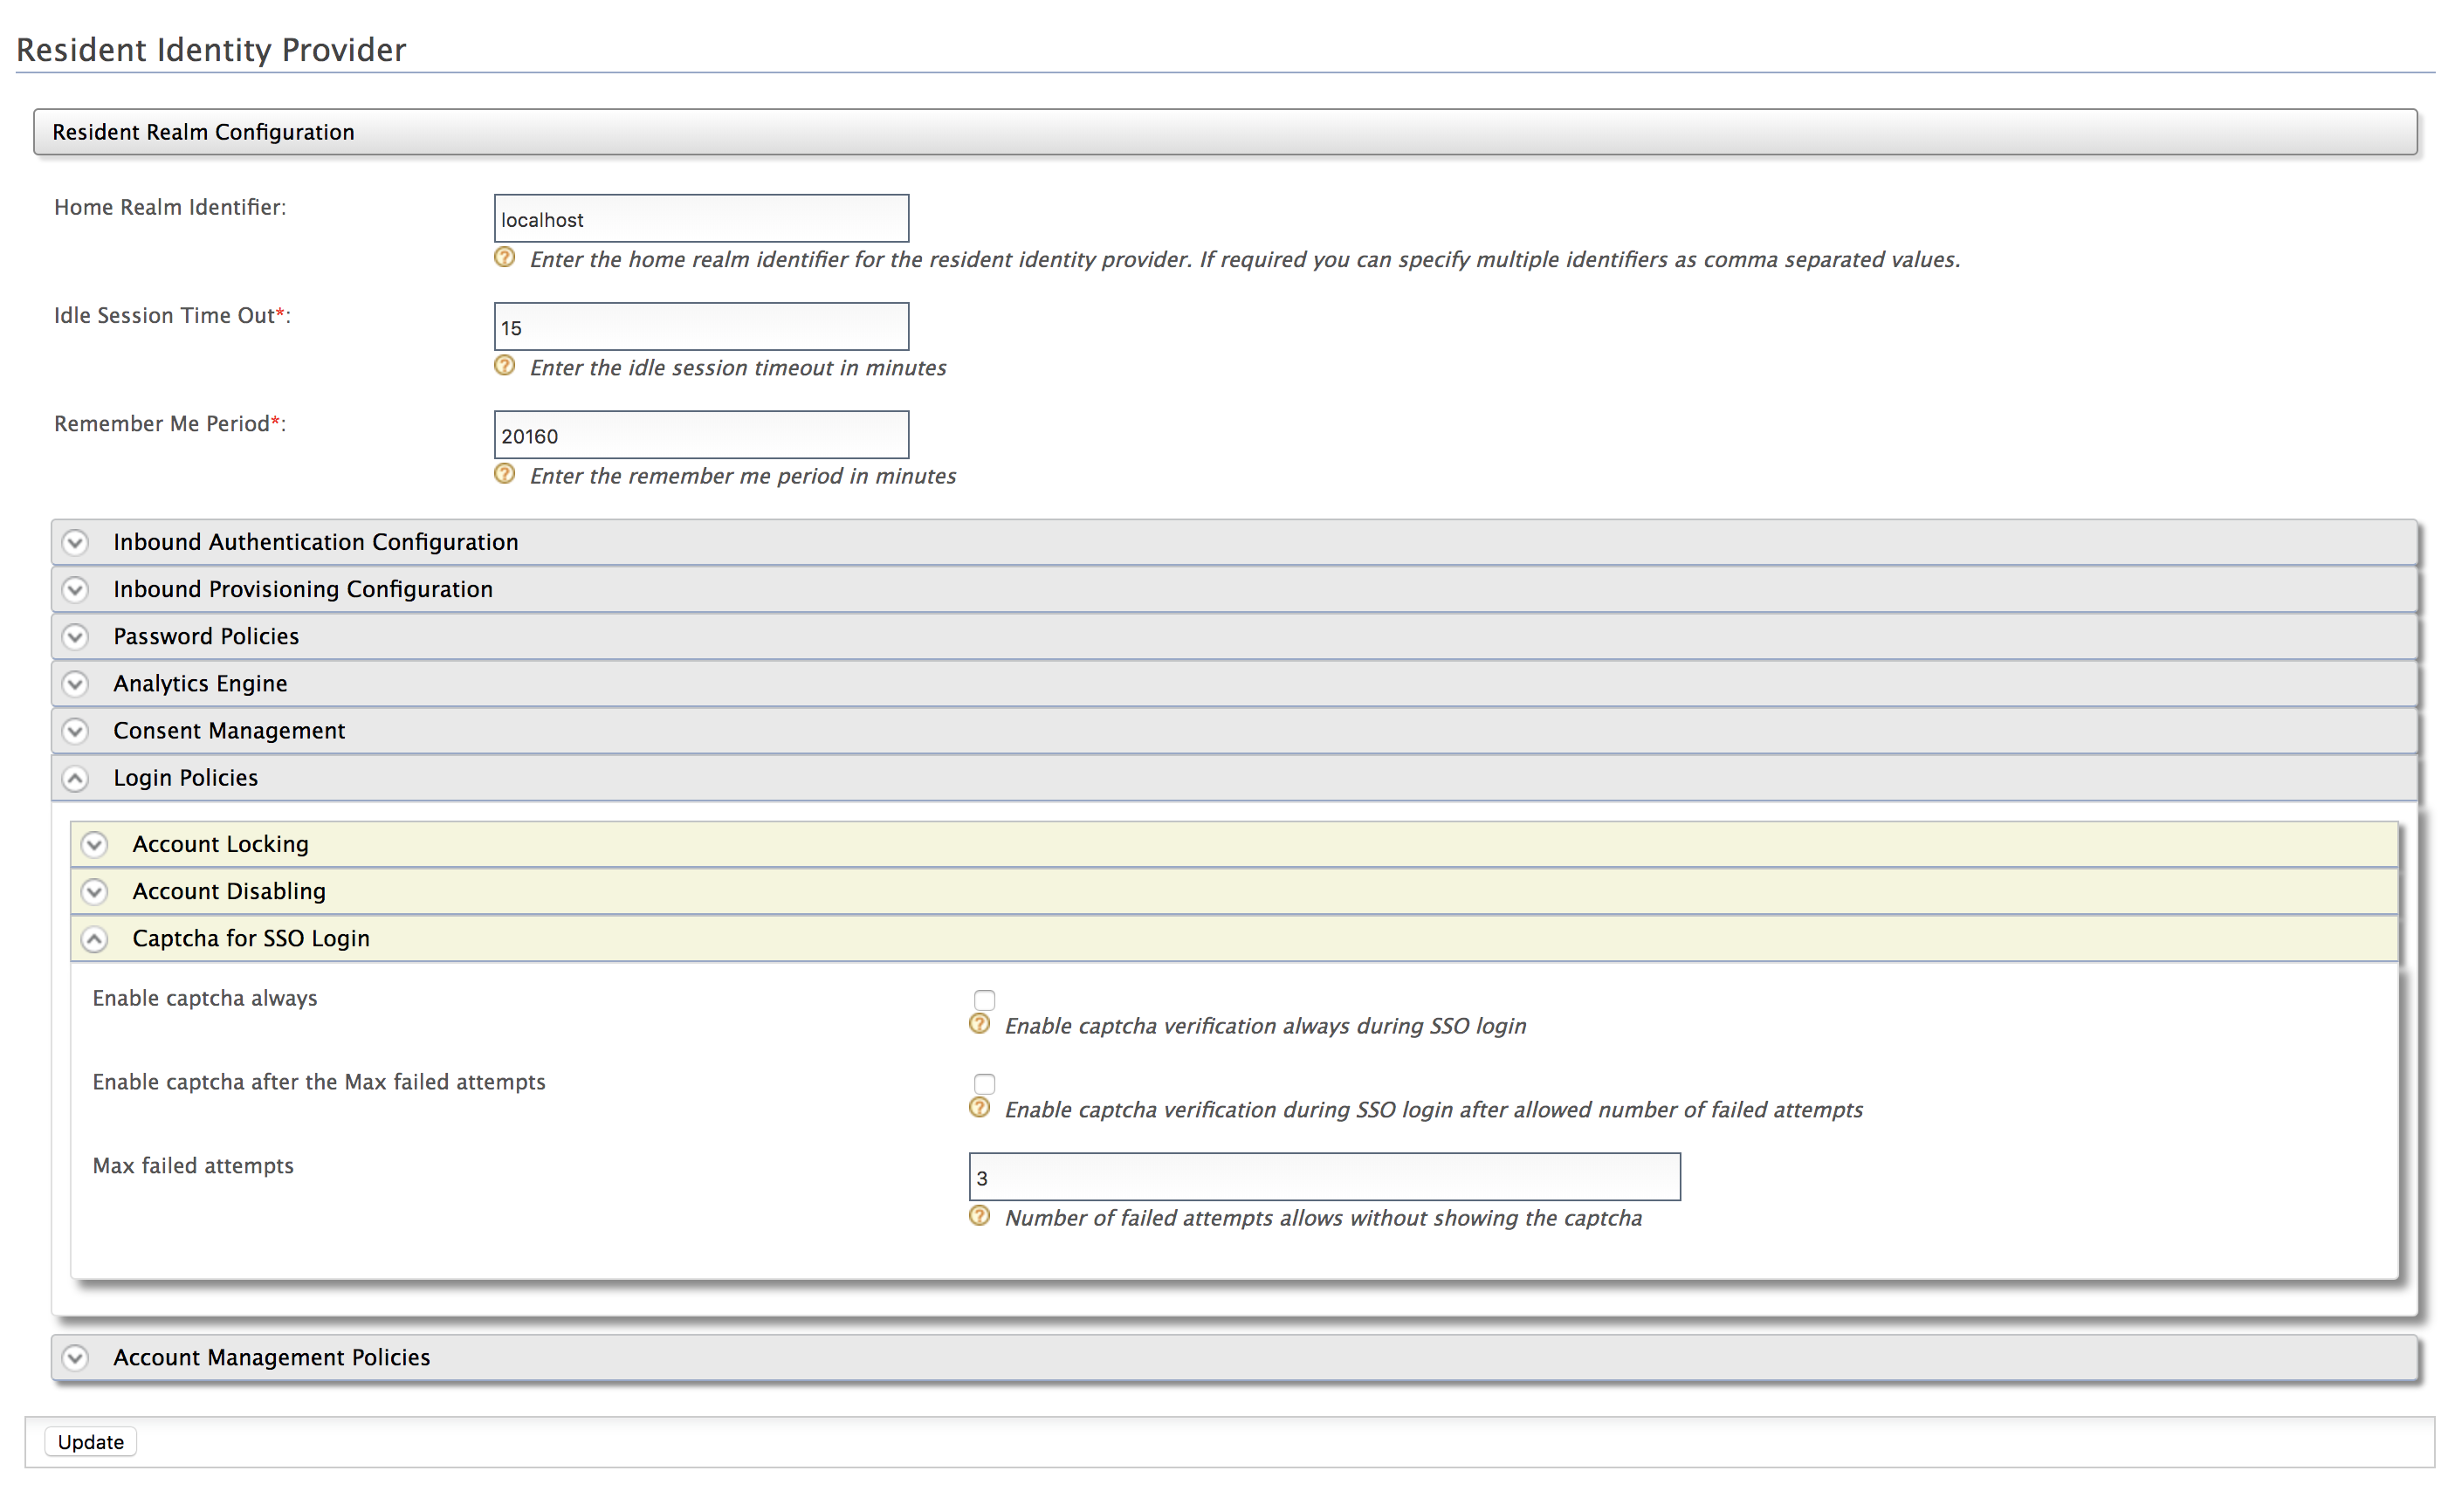 Resident Identity Provider
Resident Realm Configuration
Home Realm Identifier:
localhost
Enter the home realm identifier for the resident identity provider. If required you can specify multiple identifiers as comma separated values.
Idle Session Time Out*:
15
Enter the idle session timeout in minutes
Remember Me Period*:
20160
Enter the remember me period in minutes
Inbound Authentication Configuration
Inbound Provisioning Configuration
Password Policies
Analytics Engine
Consent Management
Login Policies
Account Locking
Account Disabling
Captcha for SSO Login
Enable captcha always
Enable captcha verification always during SSO login
Enable captcha after the Max failed attempts
Enable captcha verification during SSO login after allowed number of failed attempts
Max failed attempts
3
Number of failed attempts allows without showing the captcha
Account Management Policies
Update